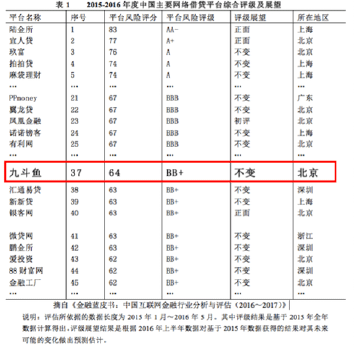 表 1 2015-2016 年度中国主要网络借贷平台综合评级及展望
平台名称 序号 平台风险评分 平台风险评级 评级展望 所在地区
陆金所 1 83 AA- 正面 上海
宜人贷 2 77 A+ 正面 北京
玖富 3 76 A 不变 北京
拍拍贷 4 74 A 不变 上海
麻袋理财 5 74 A 不变 上海
...
PPmoney 21 67 BBB 不变 广东
翼龙贷 22 67 BBB 不变 北京
凤凰金融 23 67 BBB 初评 北京
诺诺镑客 24 67 BBB 不变 上海
有利网 25 67 BBB 不变 北京
...
九斗鱼 37 64 BB+ 不变 北京
汇通易贷 38 63 BB+ 不变 深圳
新新贷 39 63 BB+ 不变 上海
银客网 40 63 BB+ 正面 北京
微贷网 41 63 BB+ 不变 浙江
鹏金所 42 63 BB+ 不变 深圳
爱投资 43 62 BB+ 不变 北京
88 财富网 44 62 BB+ 不变 深圳
金融工厂 45 62 BB+ 不变 北京
摘自《金融蓝皮书：中国互联网金融行业分析与评估（2016~2017）》
说明：评估所依据的数据长度为 2015 年 1 月~2016 年 5 月。其中评级结果是基于 2015 年全年
数据计算得出，评级展望结果是根据 2016 年上半年数据对基于 2015 年数据获得的结果对其未来
可能的变化做出预测估计。